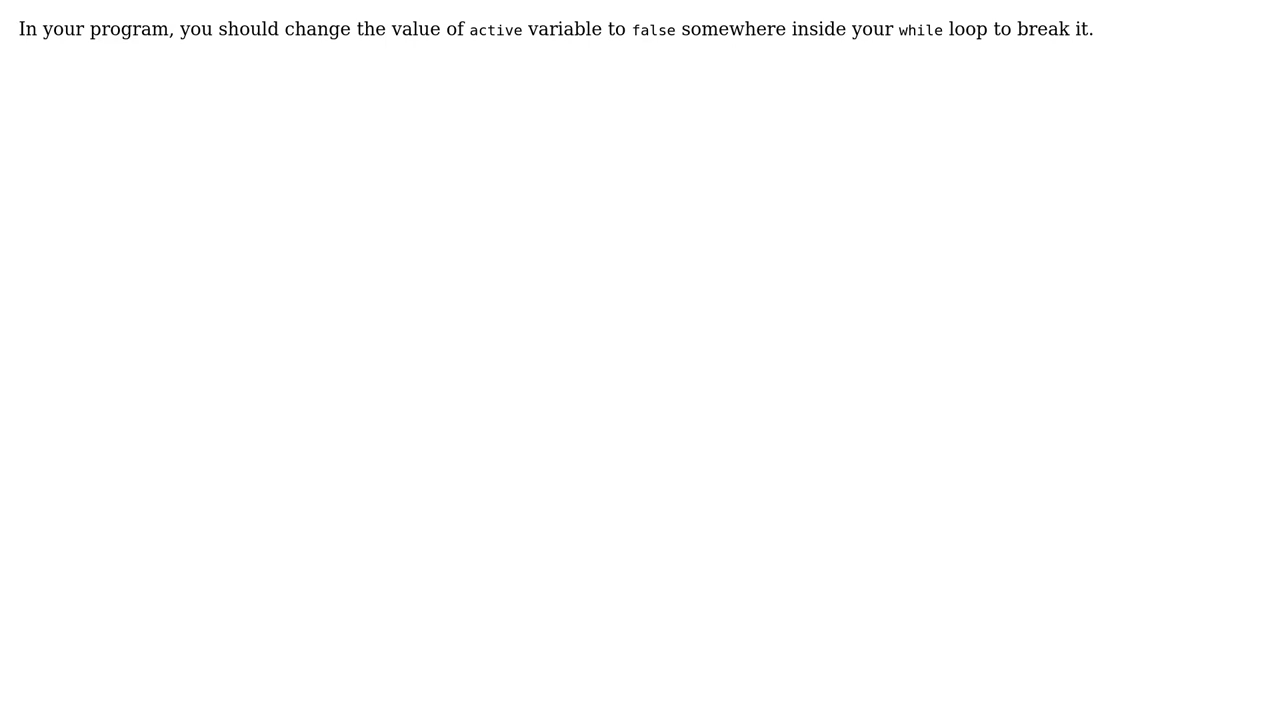 In your program, you should change the value of active variable to false somewhere inside your while loop to break it.